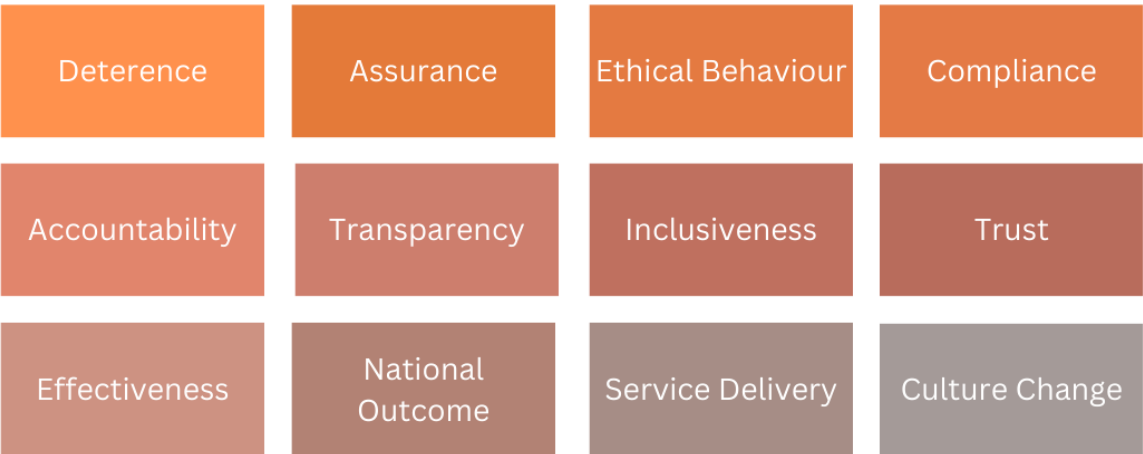 Deterence
Assurance
Ethical Behaviour
Compliance
Accountability
Transparency
Inclusiveness
Trust
Effectiveness
National
Outcome
Service Delivery
Culture Change